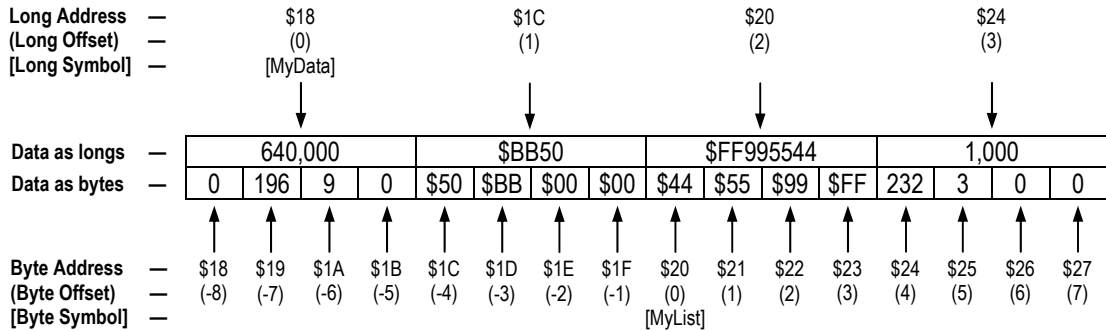 Long Address — $18 $1C $20 $24
(Long Offset) — (0) (1) (2) (3)
[Long Symbol] — [MyData]
Data as longs — 640,000 $BB50 $FF995544 1,000
Data as bytes — 0 196 9 0 $50 $BB $00 $00 $44 $55 $99 $FF 232 3 0 0
Byte Address — $18 $19 $1A $1B $1C $1D $1E $1F $20 $21 $22 $23 $24 $25 $26 $27
(Byte Offset) — (-8) (-7) (-6) (-5) (-4) (-3) (-2) (-1) (0) (1) (2) (3) (4) (5) (6) (7)
[Byte Symbol] — [MyList]